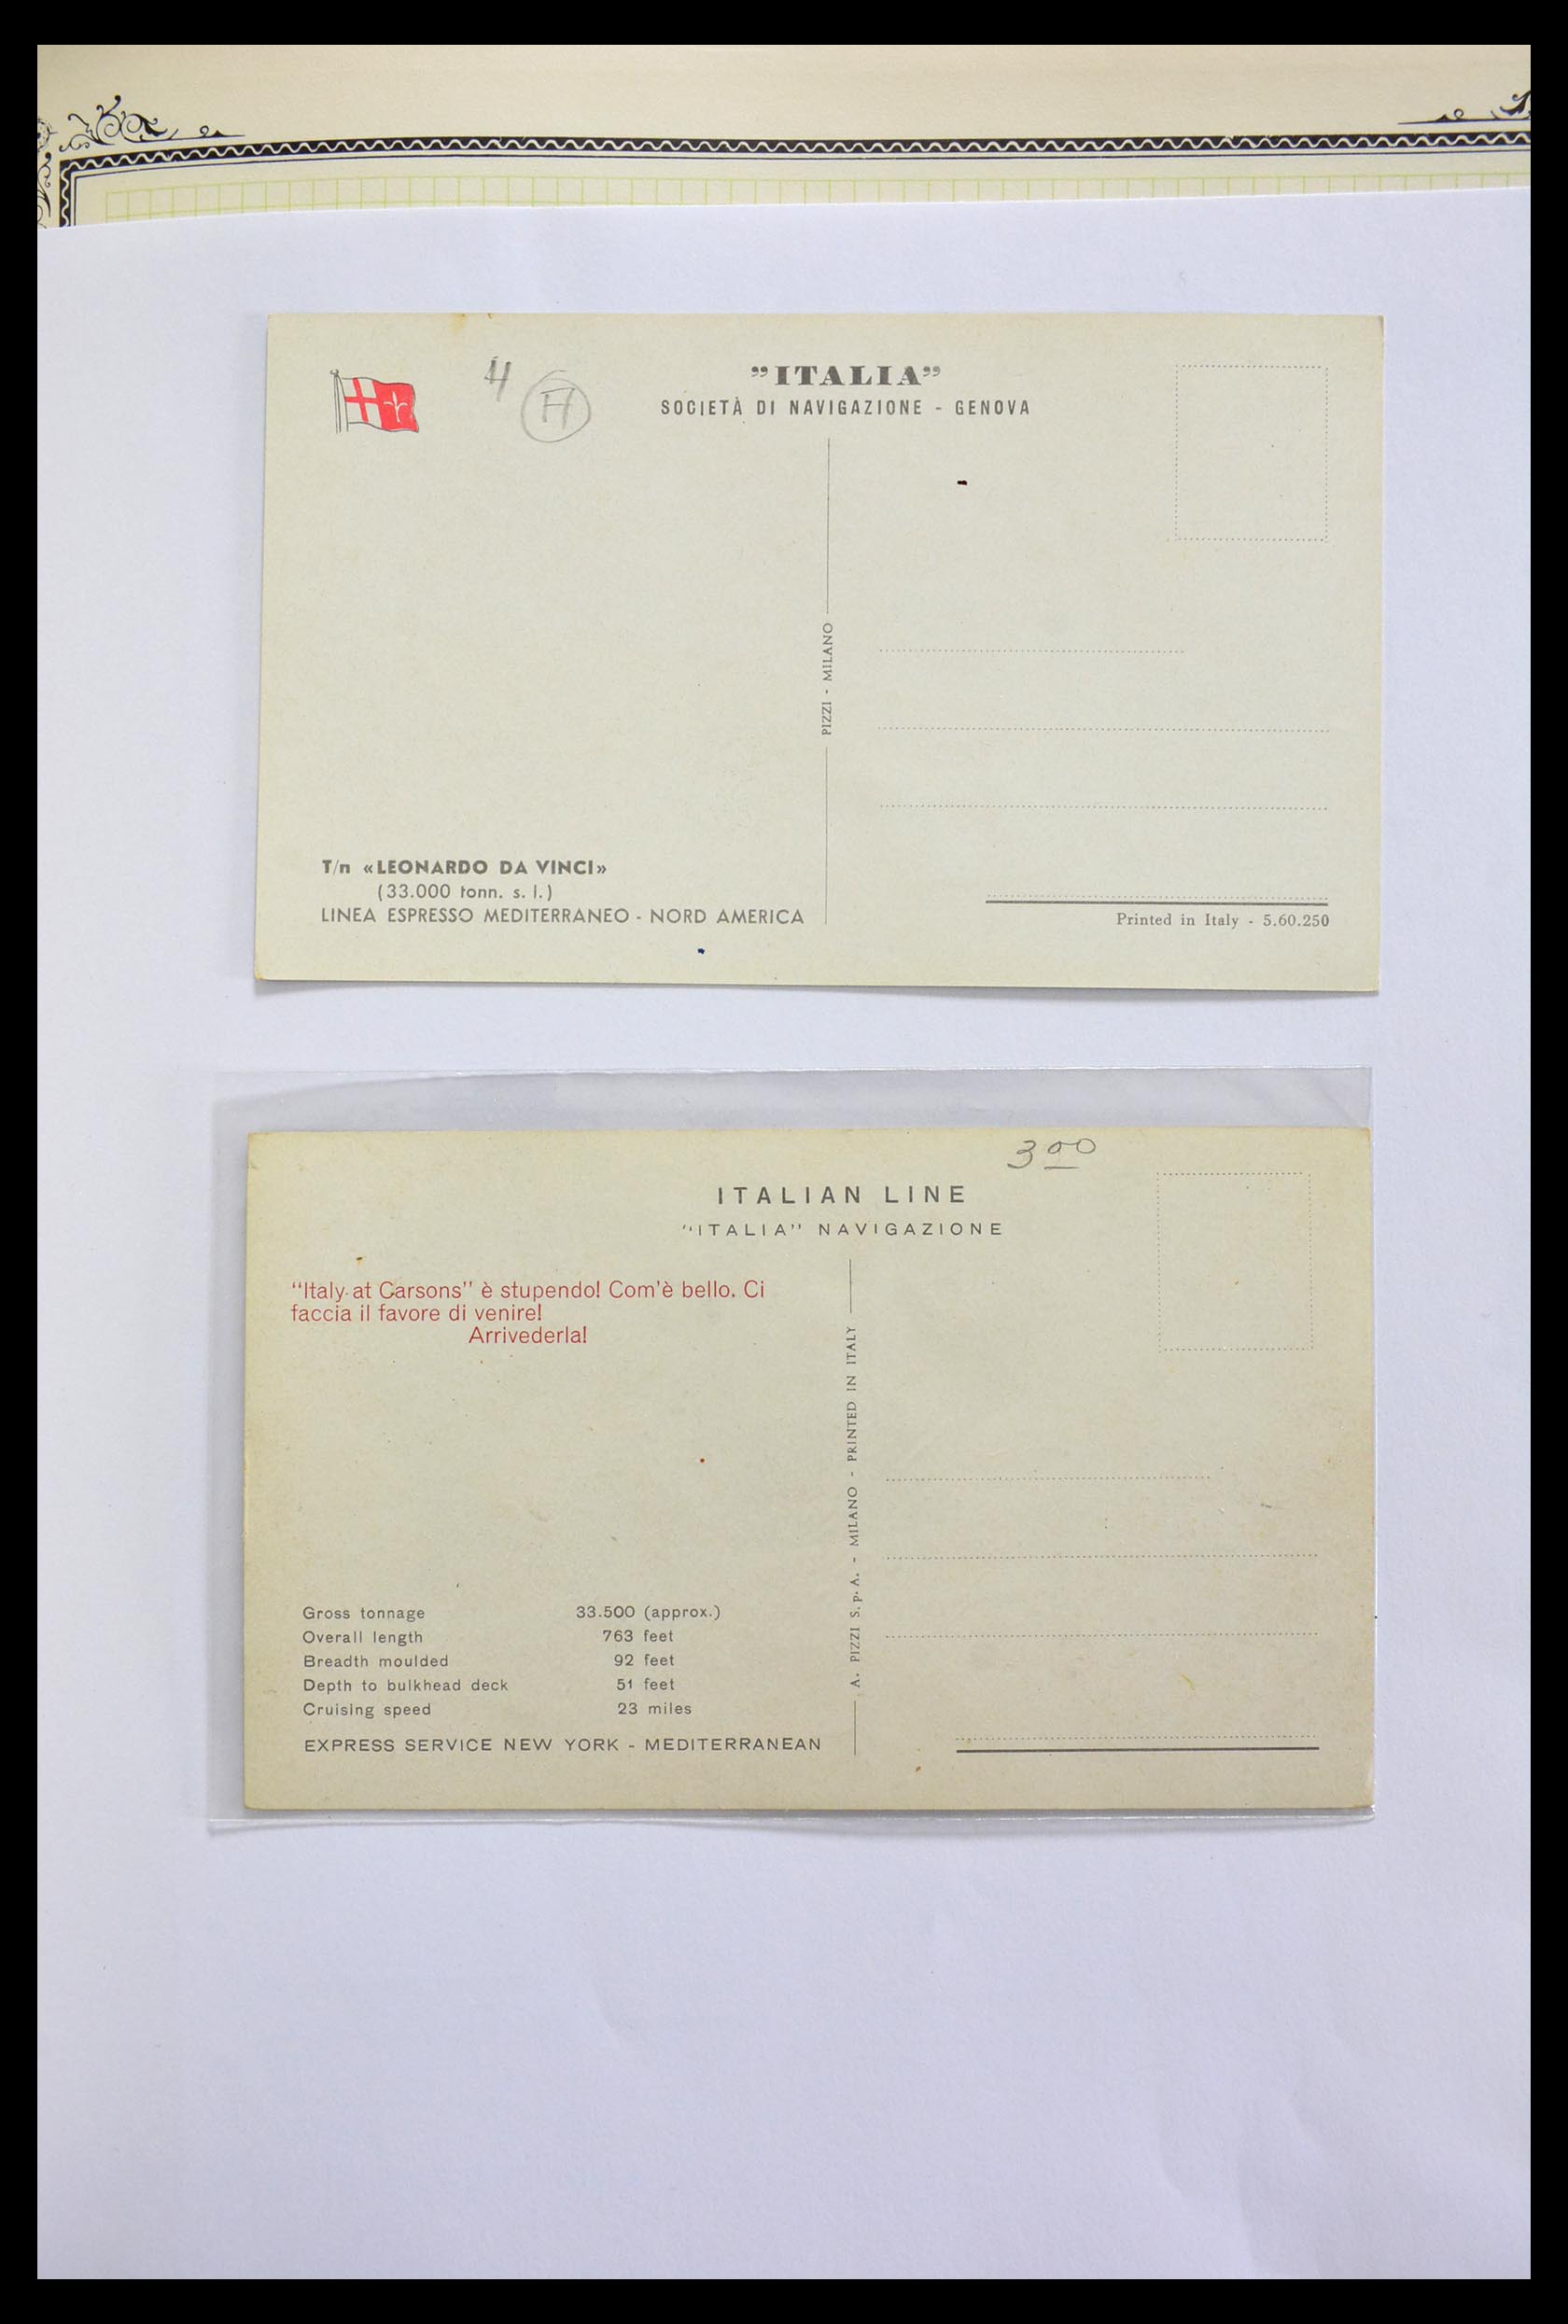 4
H
"ITALIA"
SOCIETÀ DI NAVIGAZIONE - GENOVA
PIZZI - MILANO
T/n «LEONARDO DA VINCI»
(33.000 tonn. s. l.)
LINEA ESPRESSO MEDITERRANEO - NORD AMERICA
Printed in Italy - 5.60.250
3 00
ITALIAN LINE
"ITALIA" NAVIGAZIONE
"Italy at Carsons" è stupendo! Com'è bello. Ci
faccia il favore di venire!
Arrivederla!
A. PIZZI S.p.A. - MILANO - PRINTED IN ITALY
Gross tonnage 33.500 (approx.)
Overall length 763 feet
Breadth moulded 92 feet
Depth to bulkhead deck 51 feet
Cruising speed 23 miles
EXPRESS SERVICE NEW YORK - MEDITERRANEAN